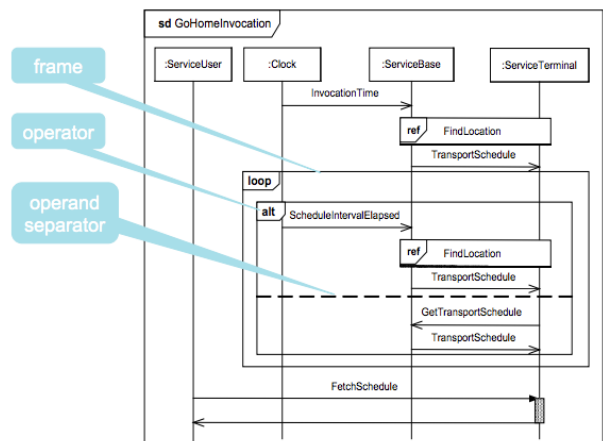 sd GoHomeInvocation
frame
:ServiceUser
:Clock
:ServiceBase
:ServiceTerminal
InvocationTime
operator
ref
FindLocation
TransportSchedule
loop
operand
separator
alt
ScheduleIntervalElapsed
ref
FindLocation
TransportSchedule
GetTransportSchedule
TransportSchedule
FetchSchedule